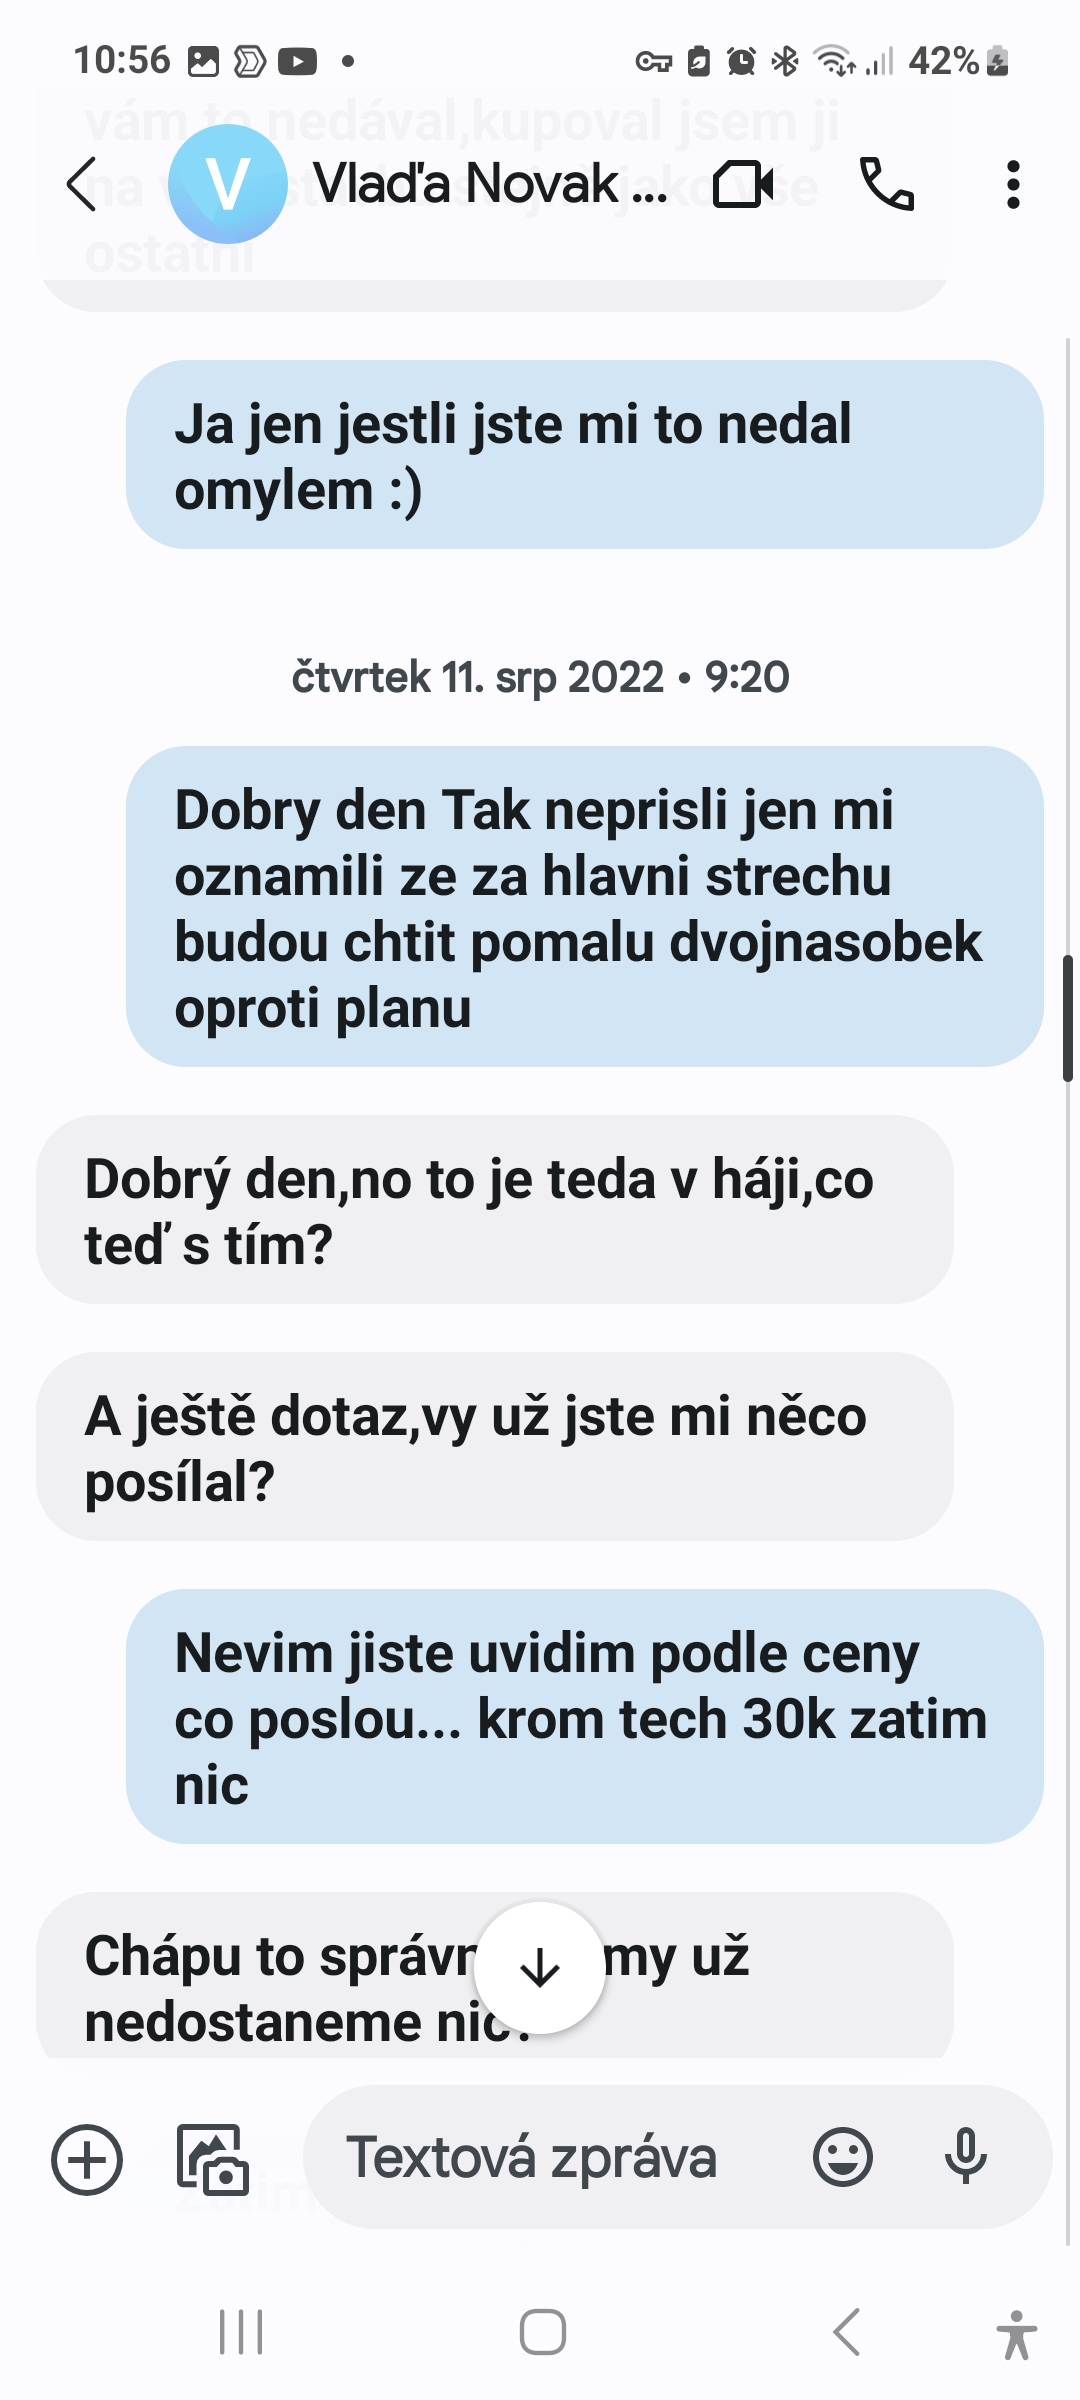 10:56
42%
vám to nedával,kupoval jsem ji
na jako vše
ostatní
V
Vlaďa Novak ...
Ja jen jestli jste mi to nedal
omylem :)
čtvrtek 11. srp 2022 • 9:20
Dobry den Tak neprisli jen mi
oznamili ze za hlavni strechu
budou chtit pomalu dvojnasobek
oproti planu
Dobrý den,no to je teda v háji,co
teď s tím?
A ještě dotaz,vy už jste mi něco
posílal?
Nevim jiste uvidim podle ceny
co poslou... krom tech 30k zatim
nic
Chápu to správn my už
nedostaneme nic?
Zatim
Textová zpráva